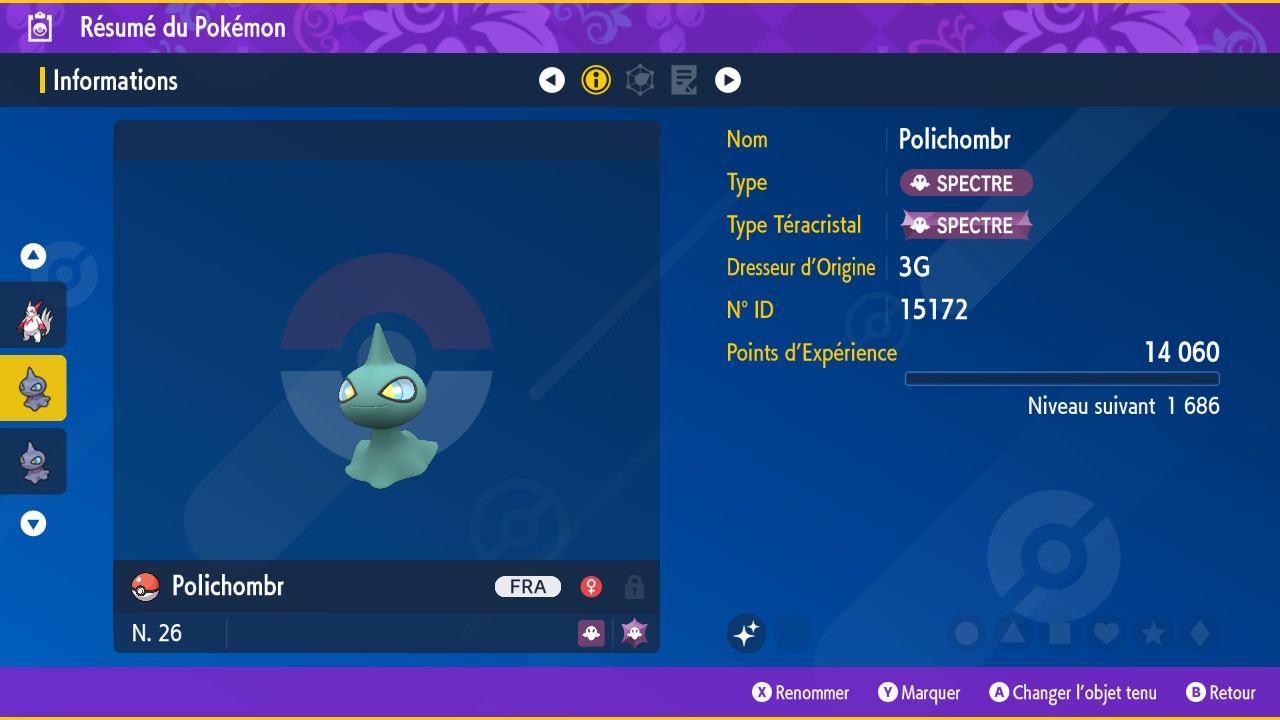 Résumé du Pokémon
Informations
Nom Polichombr
Type SPECTRE
Type Téracristal SPECTRE
Dresseur d'Origine 3G
N° ID 15172
Points d'Expérience 14 060
Niveau suivant 1 686
Polichombr FRA
N. 26
X Renommer Y Marquer A Changer l'objet tenu B Retour